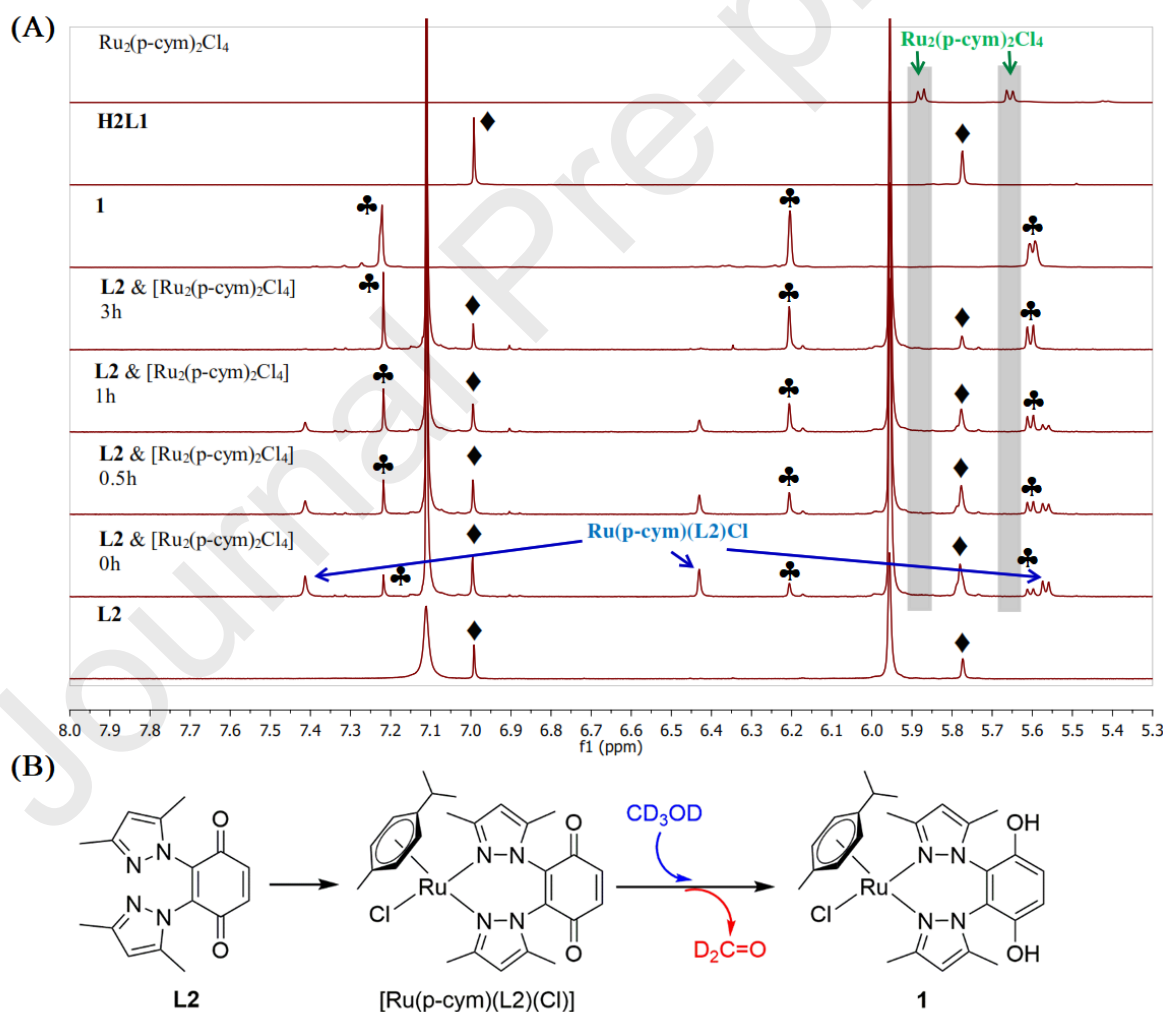 (A)
Ru₂(p-cym)₂Cl₄
Ru₂(p-cym)₂Cl₄
H2L1
♦
♦
1
♣
♣
♣
L2 & [Ru₂(p-cym)₂Cl₄]
3h
♣
♦
♣
♦
♣
L2 & [Ru₂(p-cym)₂Cl₄]
1h
♣
♦
♣
♦
♣
L2 & [Ru₂(p-cym)₂Cl₄]
0.5h
♣
♦
♣
♦
♣
L2 & [Ru₂(p-cym)₂Cl₄]
0h
Ru(p-cym)(L2)Cl
♣
♦
♣
♦
♣
L2
♦
♦
8.0 7.9 7.8 7.7 7.6 7.5 7.4 7.3 7.2 7.1 7.0 6.9 6.8 6.7 6.6 6.5 6.4 6.3 6.2 6.1 6.0 5.9 5.8 5.7 5.6 5.5 5.4 5.3
f1 (ppm)
(B)
N N O
N N O
L2
Ru Cl
N N O
N N O
[Ru(p-cym)(L2)(Cl)]
CD₃OD
D₂C=O
Ru Cl
N N OH
N N OH
1
Journal Pre-p